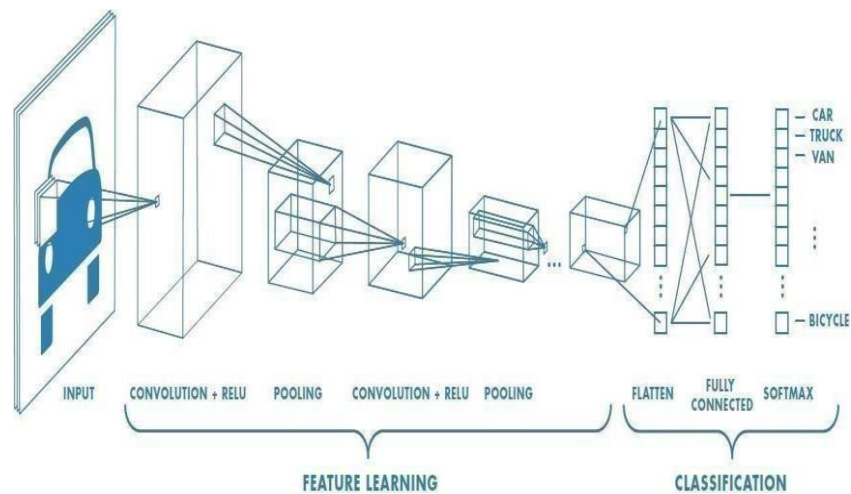 CAR
TRUCK
VAN
BICYCLE
INPUT
CONVOLUTION + RELU
POOLING
CONVOLUTION + RELU
POOLING
FLATTEN
FULLY
CONNECTED
SOFTMAX
FEATURE LEARNING
CLASSIFICATION